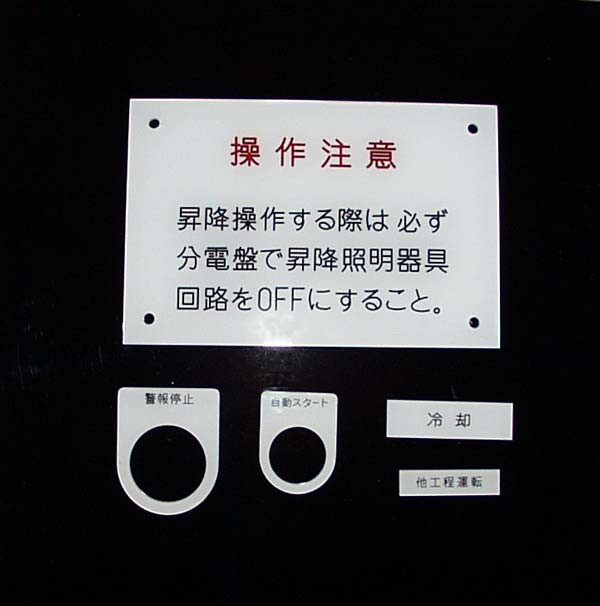 操作注意
昇降操作する際は必ず
分電盤で昇降照明器具
回路をOFFにすること。
警報停止
自動スタート
冷却
他工程運転